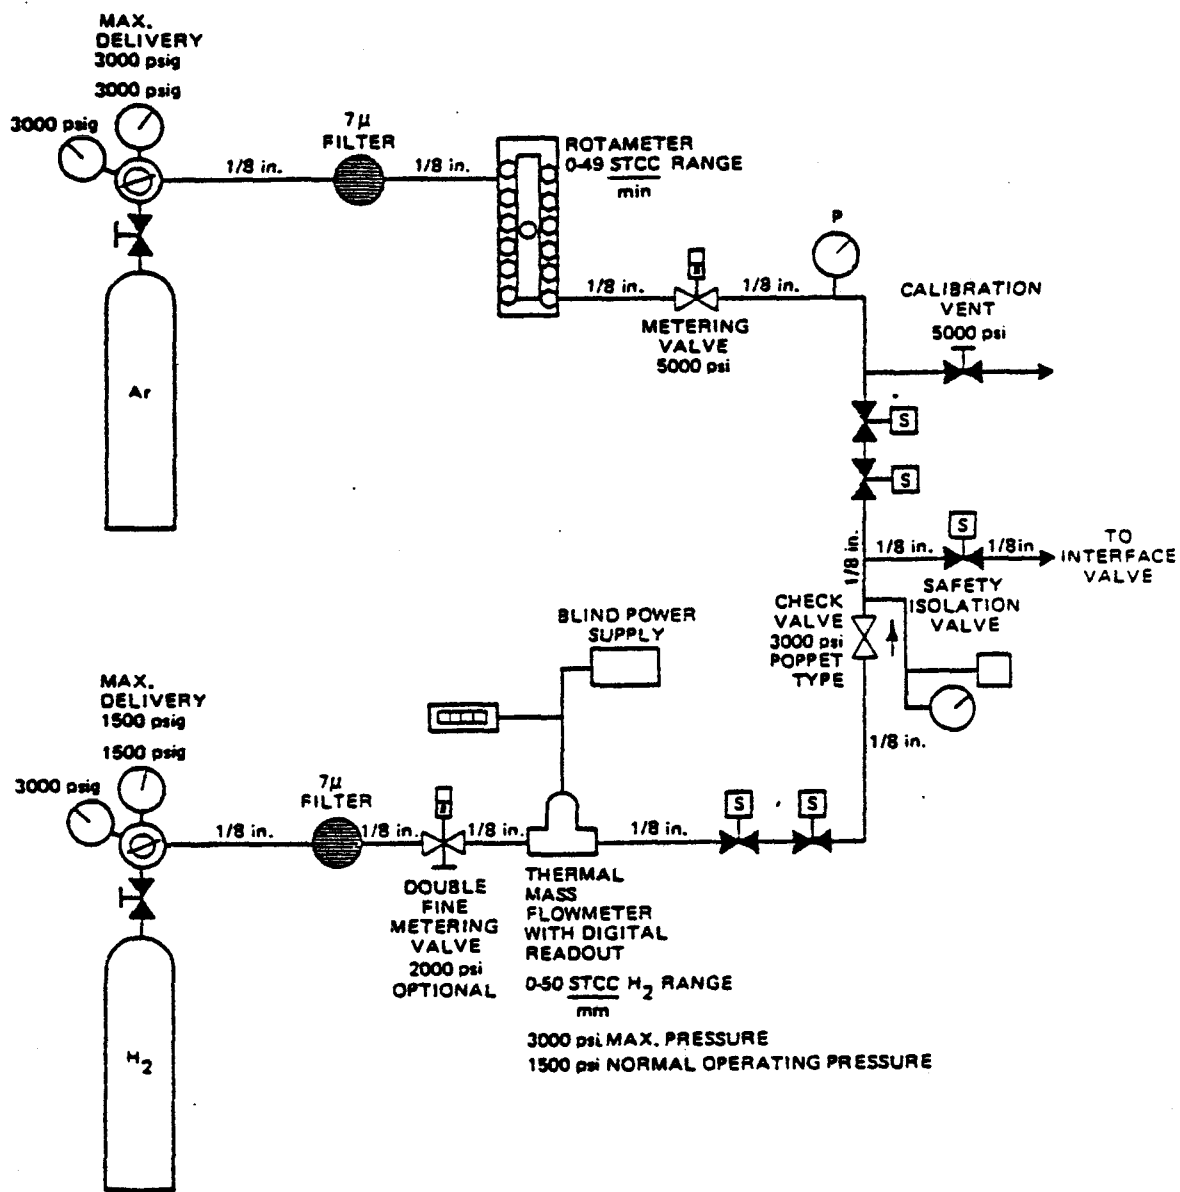 MAX.
DELIVERY
3000 psig
3000 psig
3000 psig
7μ
FILTER
1/8 in.
1/8 in.
ROTAMETER
0-49 STCC RANGE
min
Ar
1/8 in.
1/8 in.
METERING
VALVE
5000 psi
P
CALIBRATION
VENT
5000 psi
S
S
1/8 in.
1/8 in.
S
1/8 in
TO
INTERFACE
VALVE
SAFETY
ISOLATION
VALVE
CHECK
VALVE
3000 psi
POPPET
TYPE
1/8 in.
BLIND POWER
SUPPLY
MAX.
DELIVERY
1500 psig
1500 psig
3000 psig
7μ
FILTER
1/8 in.
1/8 in.
1/8 in.
1/8 in.
S
S
DOUBLE
FINE
METERING
VALVE
2000 psi
OPTIONAL
THERMAL
MASS
FLOWMETER
WITH DIGITAL
READOUT
0-50 STCC H2 RANGE
mm
3000 psi MAX. PRESSURE
1500 psi NORMAL OPERATING PRESSURE
H2